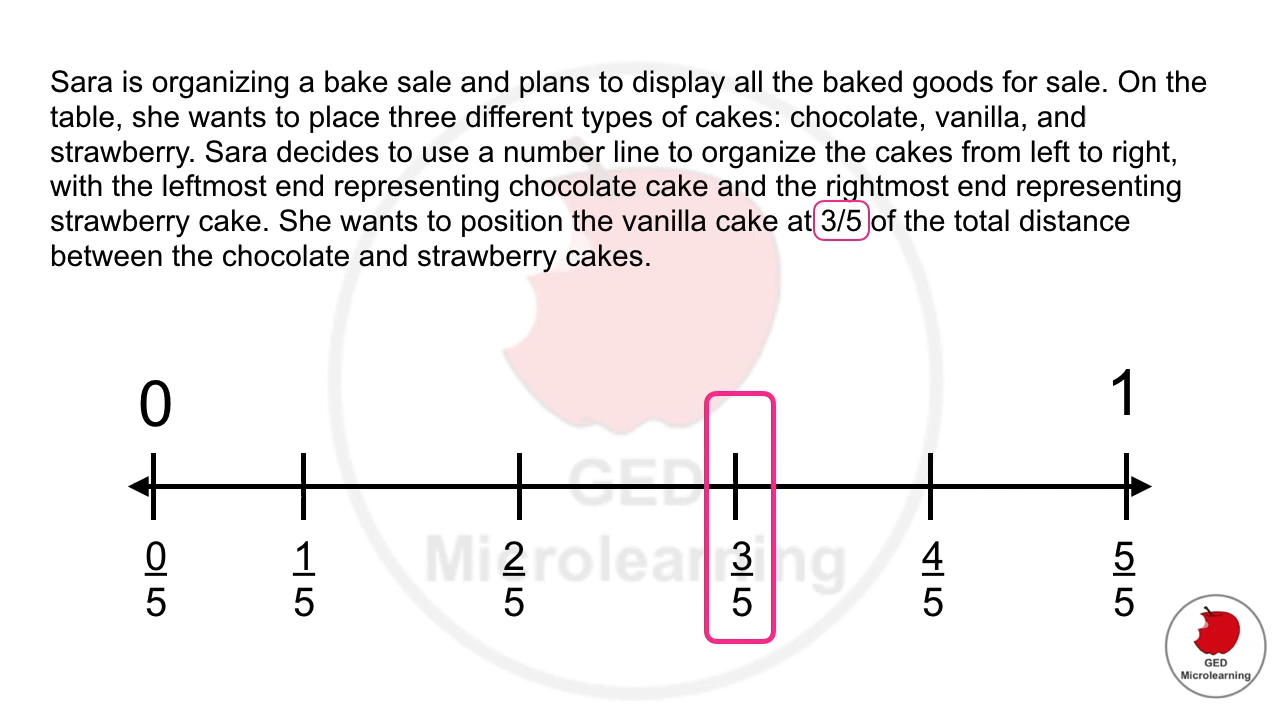 Sara is organizing a bake sale and plans to display all the baked goods for sale. On the
table, she wants to place three different types of cakes: chocolate, vanilla, and
strawberry. Sara decides to use a number line to organize the cakes from left to right,
with the leftmost end representing chocolate cake and the rightmost end representing
strawberry cake. She wants to position the vanilla cake at 3/5 of the total distance
between the chocolate and strawberry cakes.
0 1
GED
Microlearning
0 1 2 3 4 5
5 5 5 5 5 5
GED
Microlearning